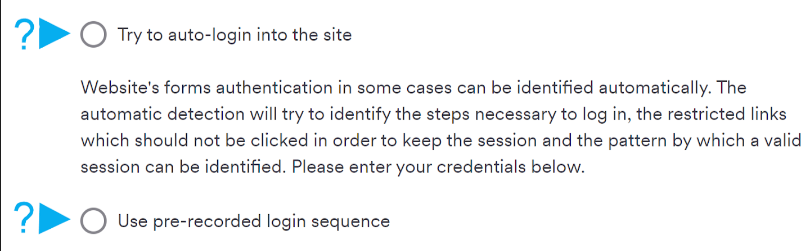 ? Try to auto-login into the site
Website's forms authentication in some cases can be identified automatically. The
automatic detection will try to identify the steps necessary to log in, the restricted links
which should not be clicked in order to keep the session and the pattern by which a valid
session can be identified. Please enter your credentials below.
? Use pre-recorded login sequence